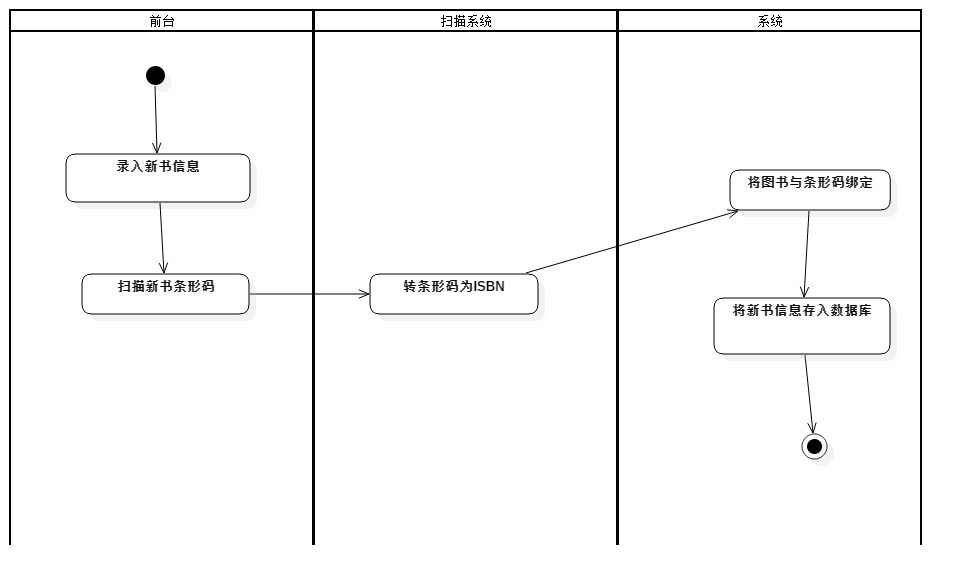 前台
扫描系统
系统
录入新书信息
扫描新书条形码
转条形码为ISBN
将图书与条形码绑定
将新书信息存入数据库